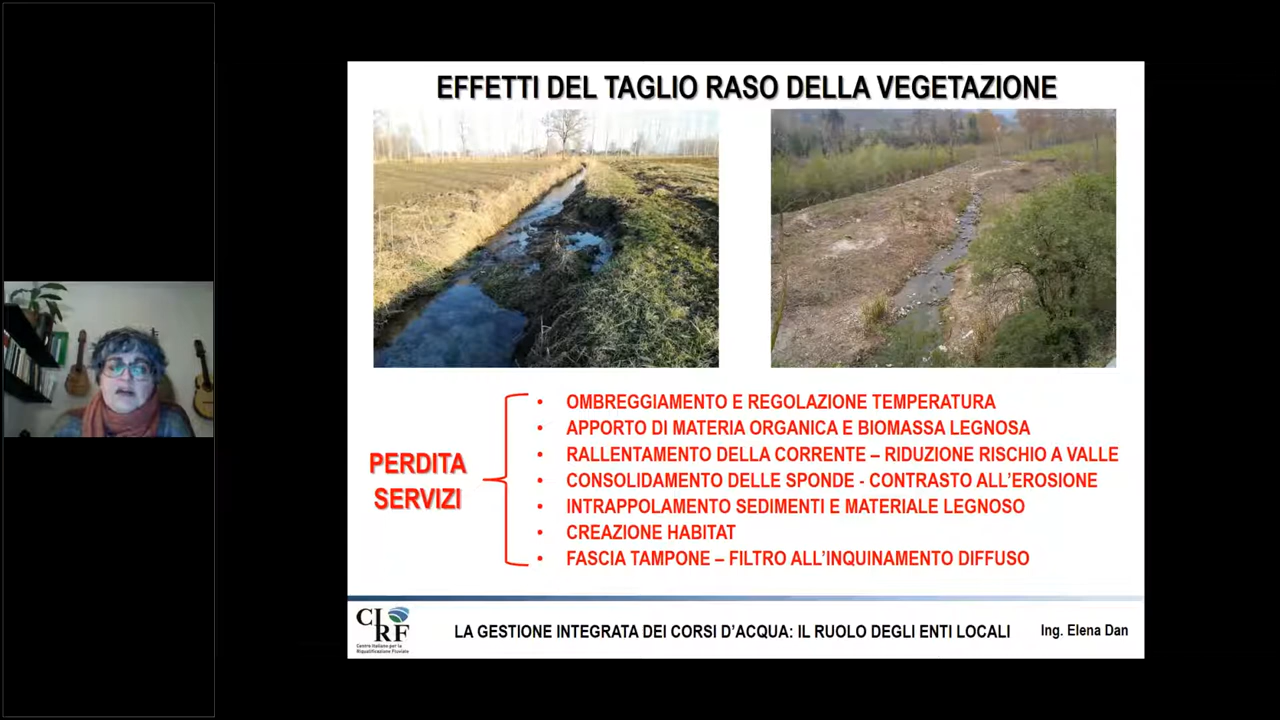 EFFETTI DEL TAGLIO RASO DELLA VEGETAZIONE
PERDITA
SERVIZI
• OMBREGGIAMENTO E REGOLAZIONE TEMPERATURA
• APPORTO DI MATERIA ORGANICA E BIOMASSA LEGNOSA
• RALLENTAMENTO DELLA CORRENTE – RIDUZIONE RISCHIO A VALLE
• CONSOLIDAMENTO DELLE SPONDE - CONTRASTO ALL'EROSIONE
• INTRAPPOLAMENTO SEDIMENTI E MATERIALE LEGNOSO
• CREAZIONE HABITAT
• FASCIA TAMPONE – FILTRO ALL'INQUINAMENTO DIFFUSO
CIRF
Centro Italiano per la
Riqualificazione Fluviale
LA GESTIONE INTEGRATA DEI CORSI D'ACQUA: IL RUOLO DEGLI ENTI LOCALI
Ing. Elena Dan